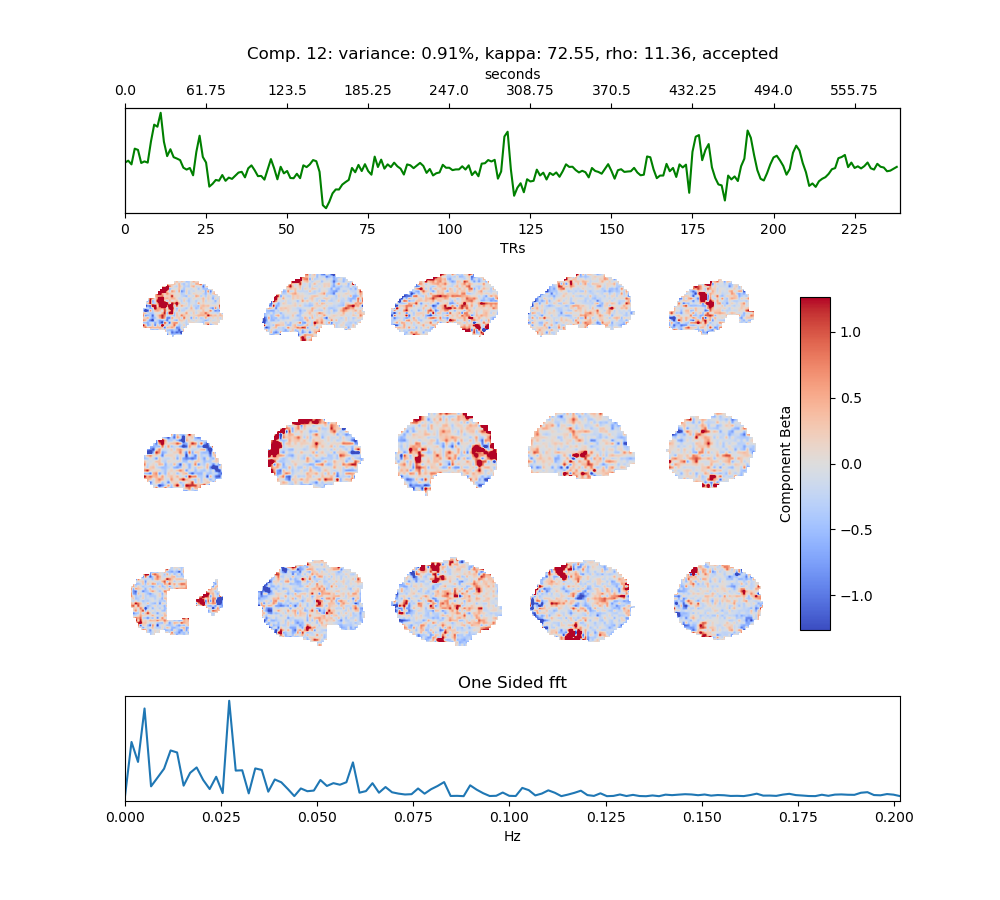 Comp. 12: variance: 0.91%, kappa: 72.55, rho: 11.36, accepted
seconds
0.0 61.75 123.5 185.25 247.0 308.75 370.5 432.25 494.0 555.75
0 25 50 75 100 125 150 175 200 225
TRs
1.0
0.5
0.0
−0.5
−1.0
Component Beta
One Sided fft
0.000 0.025 0.050 0.075 0.100 0.125 0.150 0.175 0.200
Hz